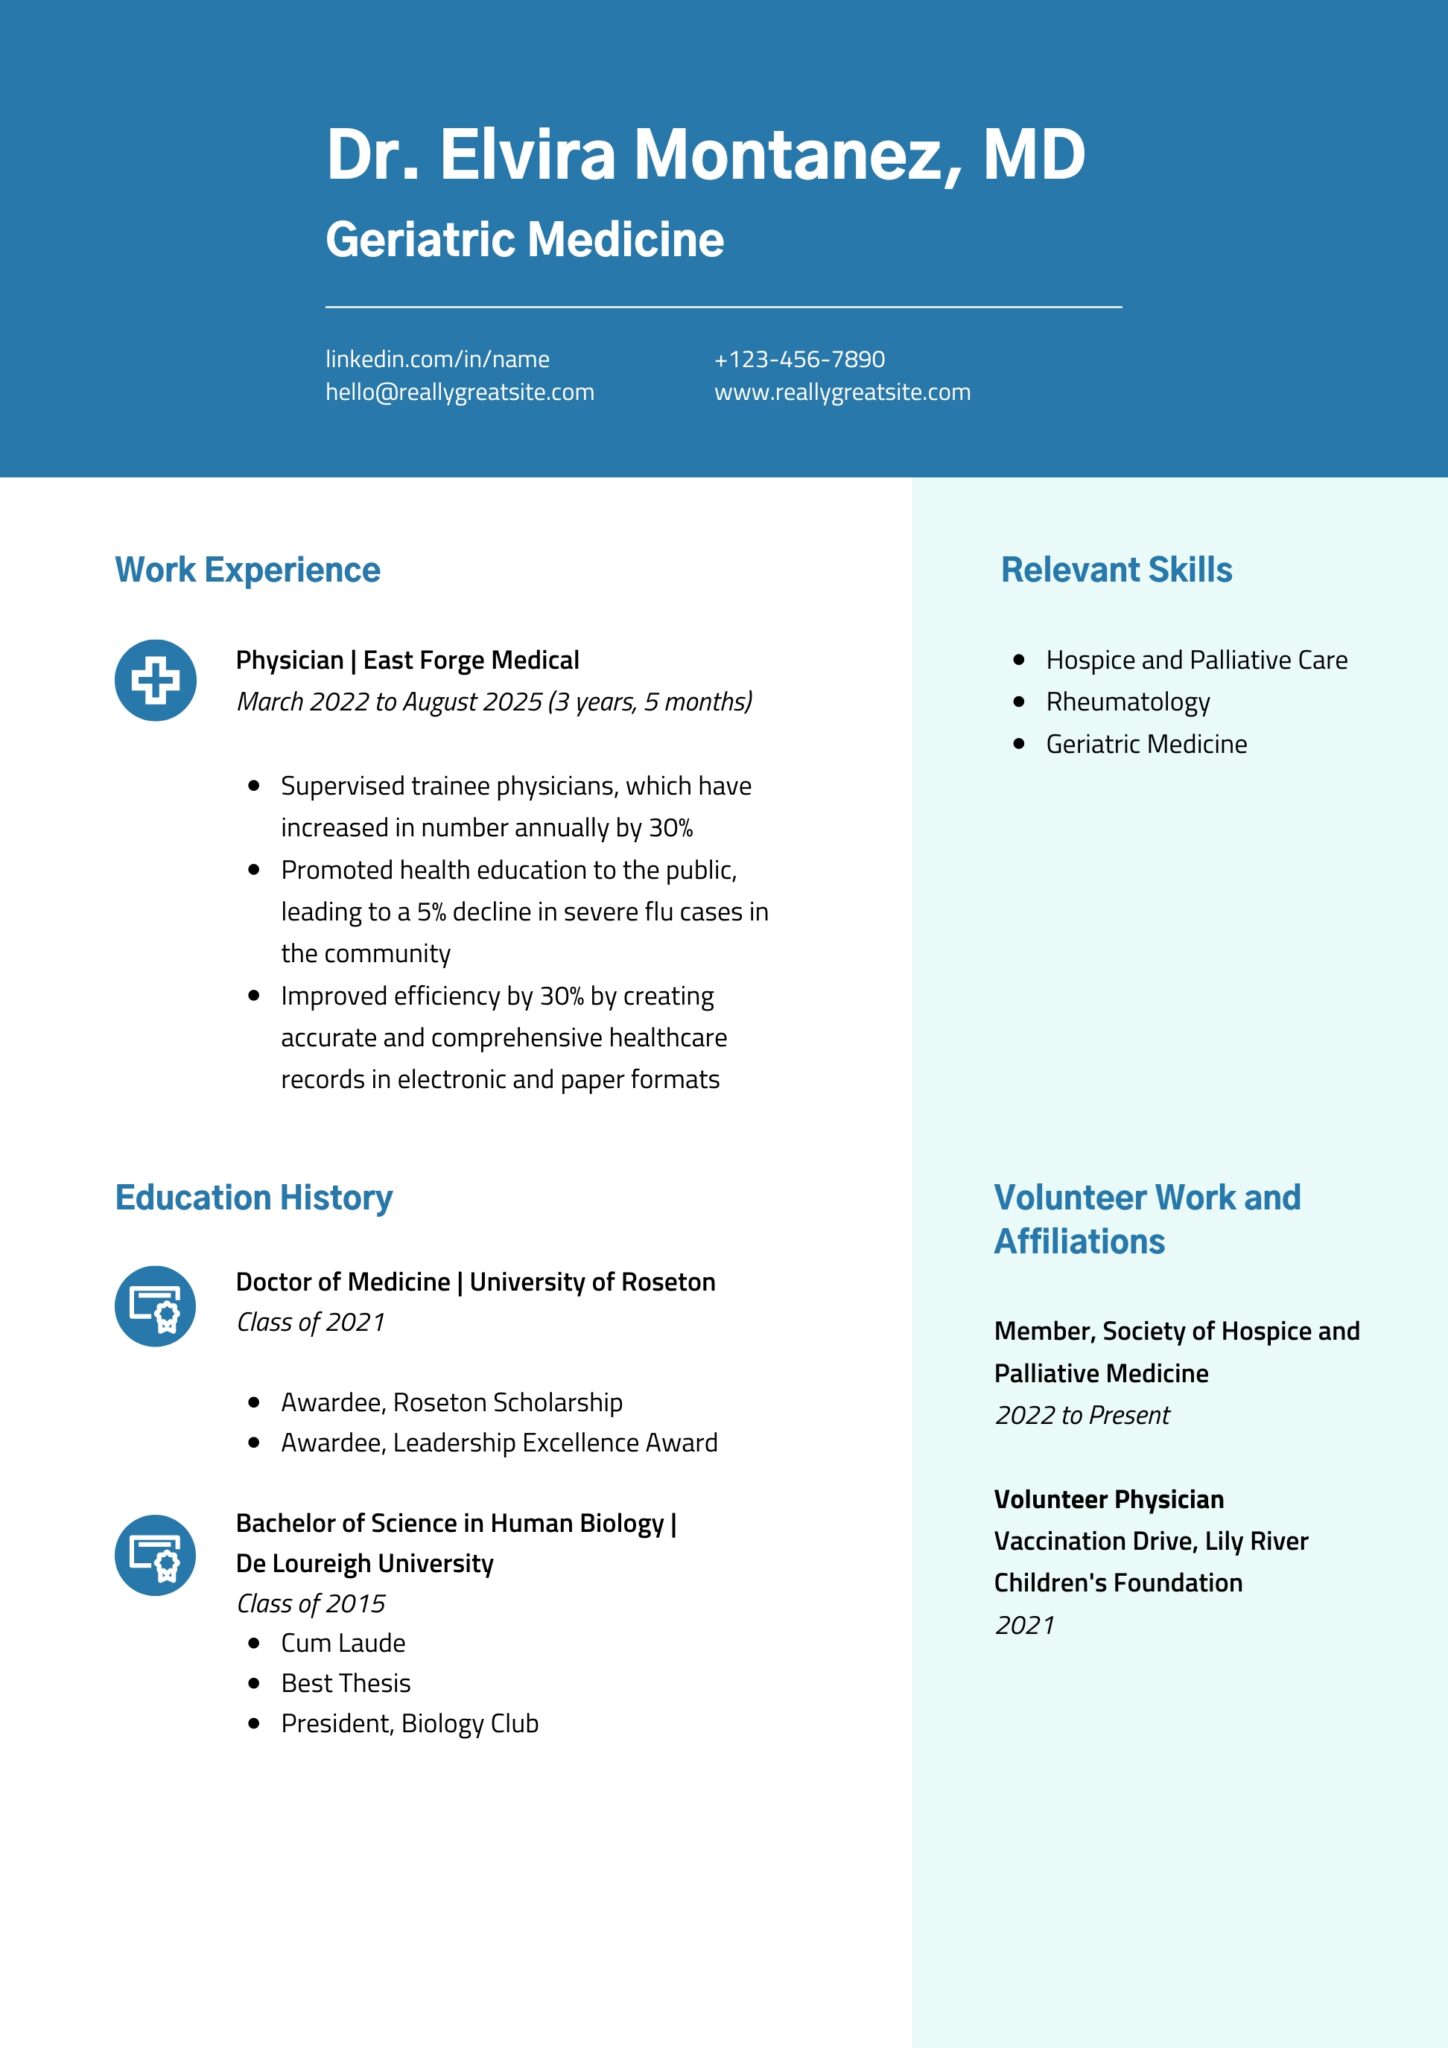 Dr. Elvira Montanez, MD
Geriatric Medicine
linkedin.com/in/name
hello@reallygreatsite.com
+123-456-7890
www.reallygreatsite.com
Work Experience
Physician | East Forge Medical
March 2022 to August 2025 (3 years, 5 months)
• Supervised trainee physicians, which have
increased in number annually by 30%
• Promoted health education to the public,
leading to a 5% decline in severe flu cases in
the community
• Improved efficiency by 30% by creating
accurate and comprehensive healthcare
records in electronic and paper formats
Education History
Doctor of Medicine | University of Roseton
Class of 2021
• Awardee, Roseton Scholarship
• Awardee, Leadership Excellence Award
Bachelor of Science in Human Biology |
De Loureigh University
Class of 2015
• Cum Laude
• Best Thesis
• President, Biology Club
Relevant Skills
• Hospice and Palliative Care
• Rheumatology
• Geriatric Medicine
Volunteer Work and
Affiliations
Member, Society of Hospice and
Palliative Medicine
2022 to Present
Volunteer Physician
Vaccination Drive, Lily River
Children's Foundation
2021